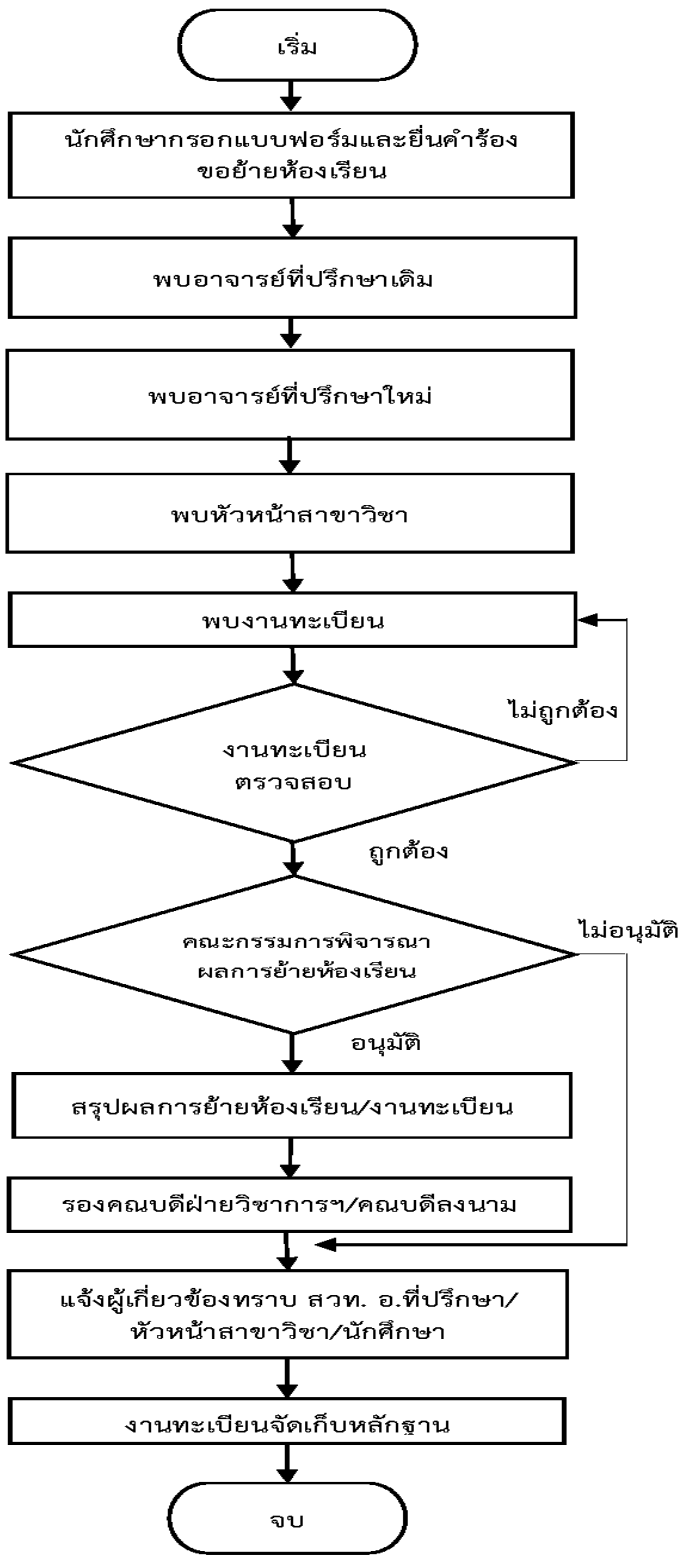 เริ่ม
นักศึกษากรอกแบบฟอร์มและยื่นคำร้อง
ขอย้ายห้องเรียน
พบอาจารย์ที่ปรึกษาเดิม
พบอาจารย์ที่ปรึกษาใหม่
พบหัวหน้าสาขาวิชา
พบงานทะเบียน
ไม่ถูกต้อง
งานทะเบียน
ตรวจสอบ
ถูกต้อง
ไม่อนุมัติ
คณะกรรมการพิจารณา
ผลการย้ายห้องเรียน
อนุมัติ
สรุปผลการย้ายห้องเรียน/งานทะเบียน
รองคณบดีฝ่ายวิชาการฯ/คณบดีลงนาม
แจ้งผู้เกี่ยวข้องทราบ สวท. อ.ที่ปรึกษา/
หัวหน้าสาขาวิชา/นักศึกษา
งานทะเบียนจัดเก็บหลักฐาน
จบ